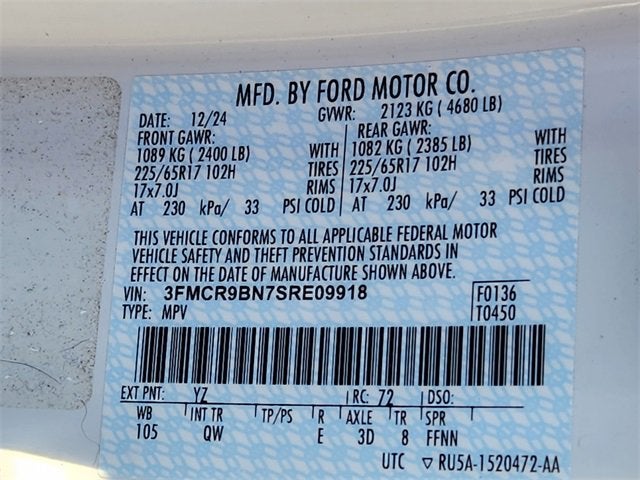 MFD. BY FORD MOTOR CO.
DATE: 12/24 GVWR: 2123 KG ( 4680 LB)
FRONT GAWR: REAR GAWR:
1089 KG ( 2400 LB) WITH 1082 KG ( 2385 LB) WITH
225/65R17 102H TIRES 225/65R17 102H TIRES
17x7.0J RIMS 17x7.0J RIMS
AT 230 kPa/ 33 PSI COLD AT 230 kPa/ 33 PSI COLD
THIS VEHICLE CONFORMS TO ALL APPLICABLE FEDERAL MOTOR
VEHICLE SAFETY AND THEFT PREVENTION STANDARDS IN
EFFECT ON THE DATE OF MANUFACTURE SHOWN ABOVE.
VIN: 3FMCR9BN7SRE09918 F0136
TYPE: MPV T0450
EXT PNT: YZ RC: 72 DSO:
WB INT TR TP/PS R AXLE TR SPR
105 QW E 3D 8 FFNN
UTC ▽ RU5A-1520472-AA